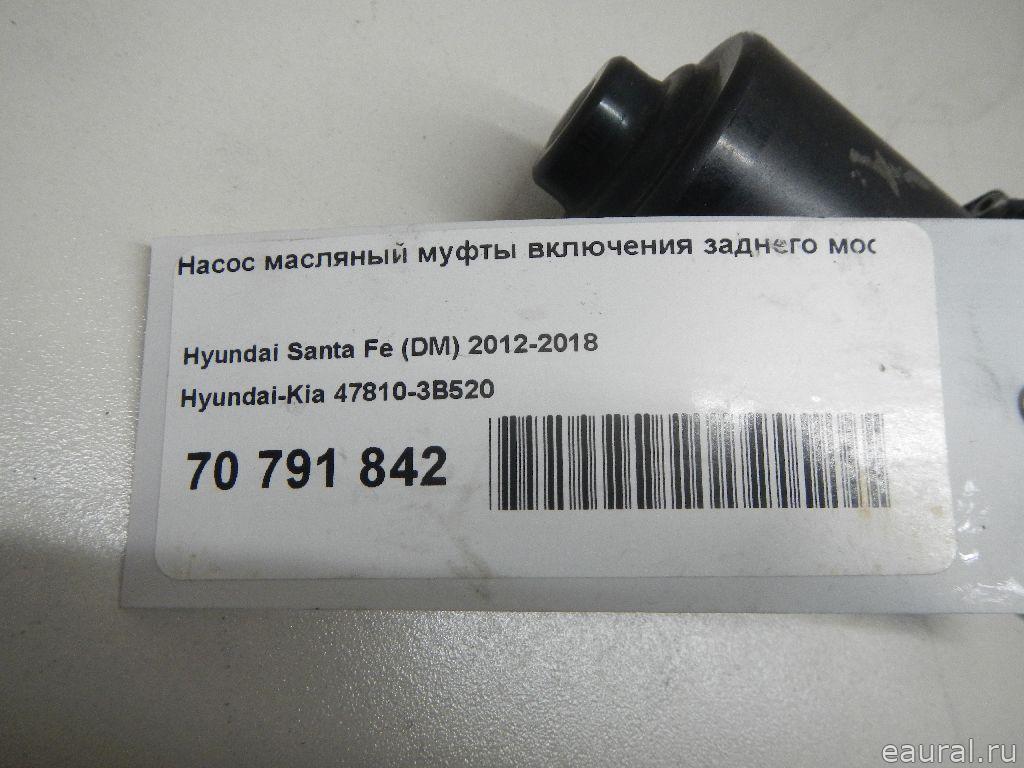 Насос масляный муфты включения заднего мос
Hyundai Santa Fe (DM) 2012-2018
Hyundai-Kia 47810-3B520
70 791 842
eaural.ru